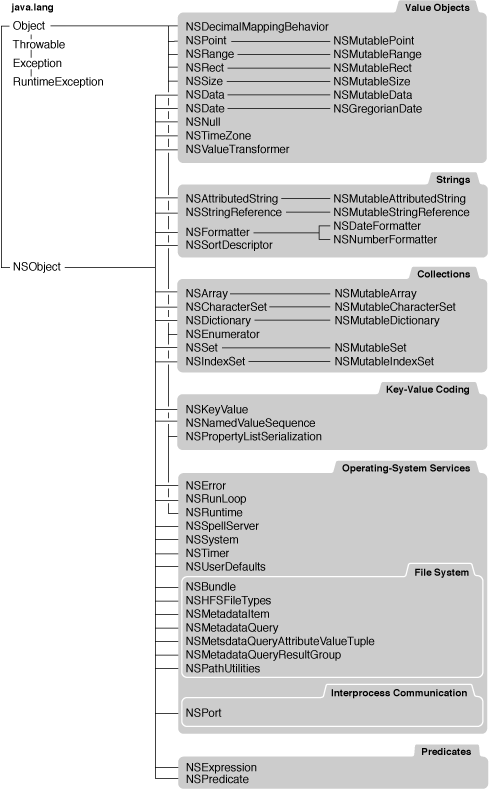 java.lang
Object
Throwable
Exception
RuntimeException
NSObject
Value Objects
NSDecimalMappingBehavior
NSPoint NSMutablePoint
NSRange NSMutableRange
NSRect NSMutableRect
NSSize NSMutableSize
NSData NSMutableData
NSDate NSGregorianDate
NSNull
NSTimeZone
NSValueTransformer
Strings
NSAttributedString NSMutableAttributedString
NSStringReference NSMutableStringReference
NSFormatter NSDateFormatter
NSNumberFormatter
NSSortDescriptor
Collections
NSArray NSMutableArray
NSCharacterSet NSMutableCharacterSet
NSDictionary NSMutableDictionary
NSEnumerator
NSSet NSMutableSet
NSIndexSet NSMutableIndexSet
Key-Value Coding
NSKeyValue
NSNamedValueSequence
NSPropertyListSerialization
Operating-System Services
NSError
NSRunLoop
NSRuntime
NSSpellServer
NSSystem
NSTimer
NSUserDefaults
File System
NSBundle
NSHFSFileTypes
NSMetadataItem
NSMetadataQuery
NSMetsdataQueryAttributeValueTuple
NSMetadataQueryResultGroup
NSPathUtilities
Interprocess Communication
NSPort
Predicates
NSExpression
NSPredicate